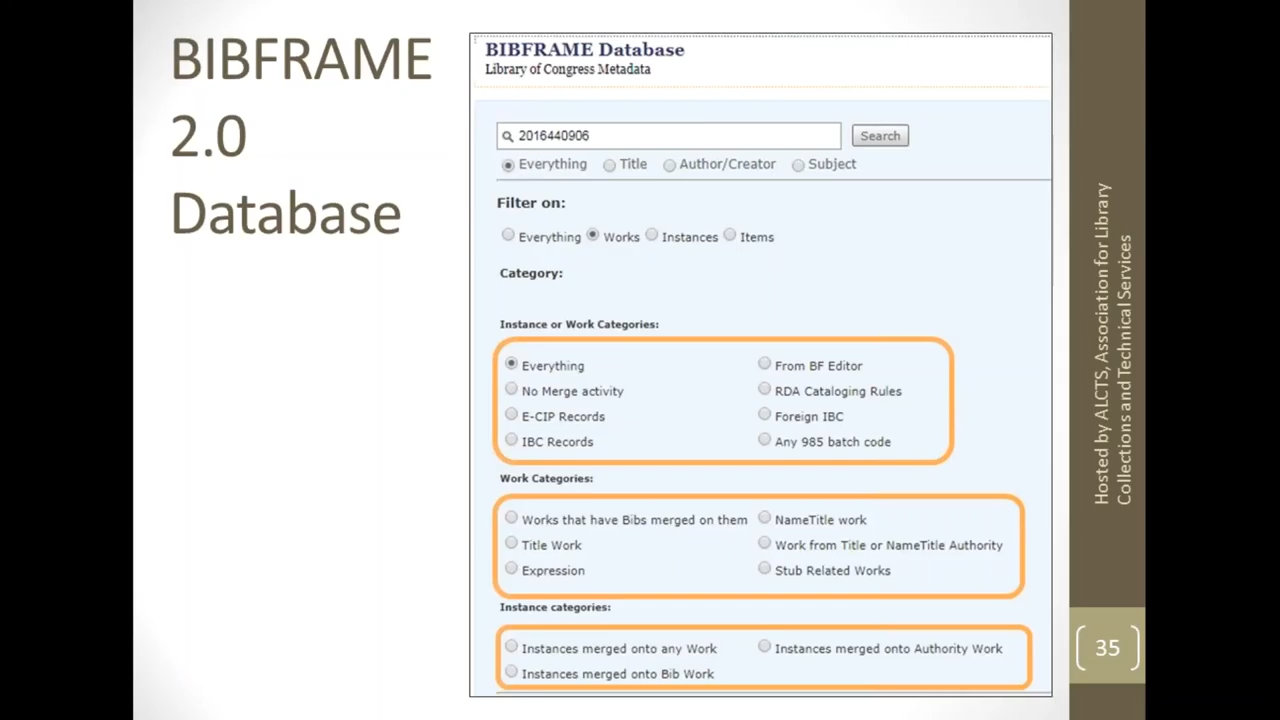 BIBFRAME
2.0
Database
BIBFRAME Database
Library of Congress Metadata
2016440906 Search
Everything Title Author/Creator Subject
Filter on:
Everything Works Instances Items
Category:
Instance or Work Categories:
Everything From BF Editor
No Merge activity RDA Cataloging Rules
E-CIP Records Foreign IBC
IBC Records Any 985 batch code
Work Categories:
Works that have Bibs merged on them NameTitle work
Title Work Work from Title or NameTitle Authority
Expression Stub Related Works
Instance categories:
Instances merged onto any Work Instances merged onto Authority Work
Instances merged onto Bib Work
Hosted by ALCTS, Association for Library
Collections and Technical Services
35